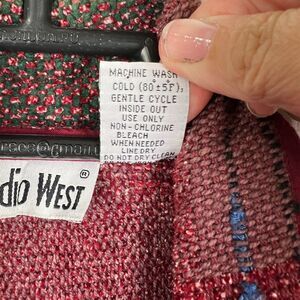 MACHINE WASH
COLD (80±5F),
GENTLE CYCLE
INSIDE OUT
USE ONLY
NON-CHLORINE
BLEACH
WHEN NEEDED
LINE DRY
DO NOT DRY CLEAN
dio WEST®